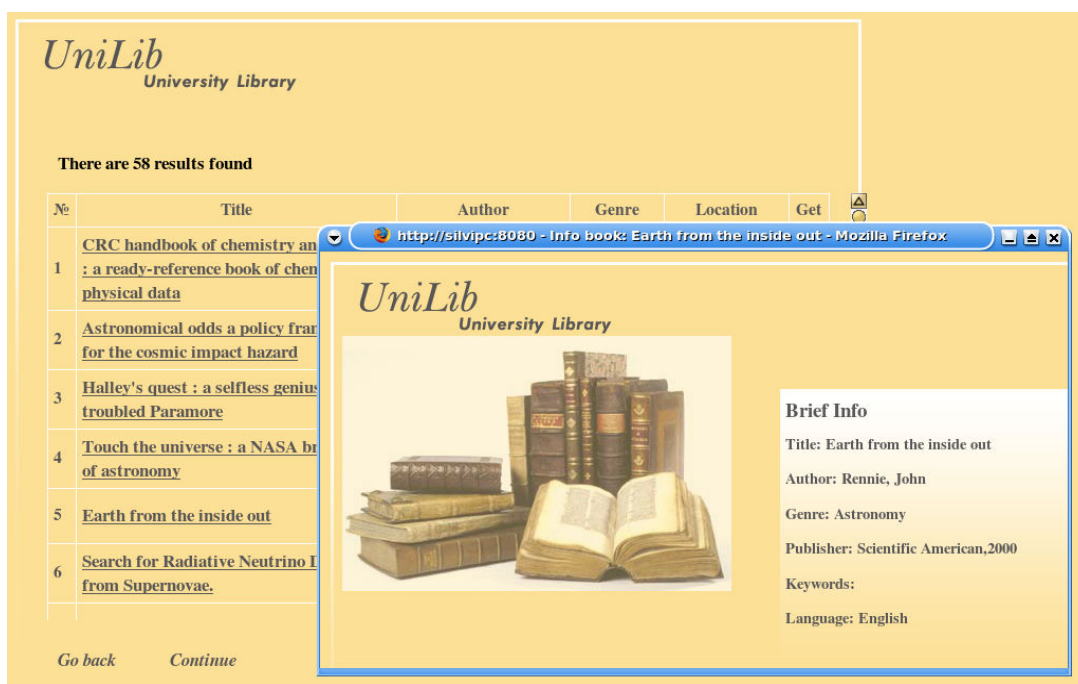 UniLib
University Library
There are 58 results found
№ Title Author Genre Location Get
1 CRC handbook of chemistry an
: a ready-reference book of chen
physical data
2 Astronomical odds a policy fran
for the cosmic impact hazard
3 Halley's quest : a selfless genius
troubled Paramore
4 Touch the universe : a NASA br
of astronomy
5 Earth from the inside out
6 Search for Radiative Neutrino D
from Supernovae.
Go back Continue
http://silvipc:8080 - Info book: Earth from the inside out - Mozilla Firefox
UniLib
University Library
Brief Info
Title: Earth from the inside out
Author: Rennie, John
Genre: Astronomy
Publisher: Scientific American,2000
Keywords:
Language: English